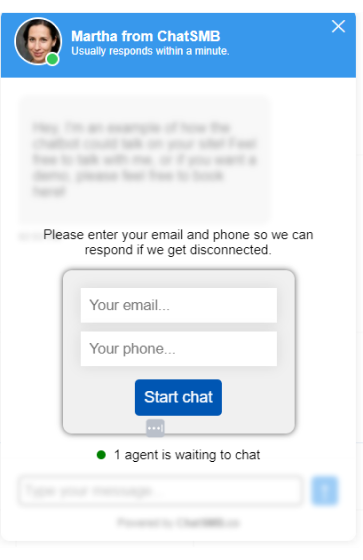 Martha from ChatSMB
Usually responds within a minute.
Hey, I'm an example of how the
chatbot could talk on your site! Feel
free to talk with me, or if you want a
demo, please feel free to book
here!
Please enter your email and phone so we can
respond if we get disconnected.
Your email...
Your phone...
Start chat
1 agent is waiting to chat
Type your message...
Powered by ChatSMB.co